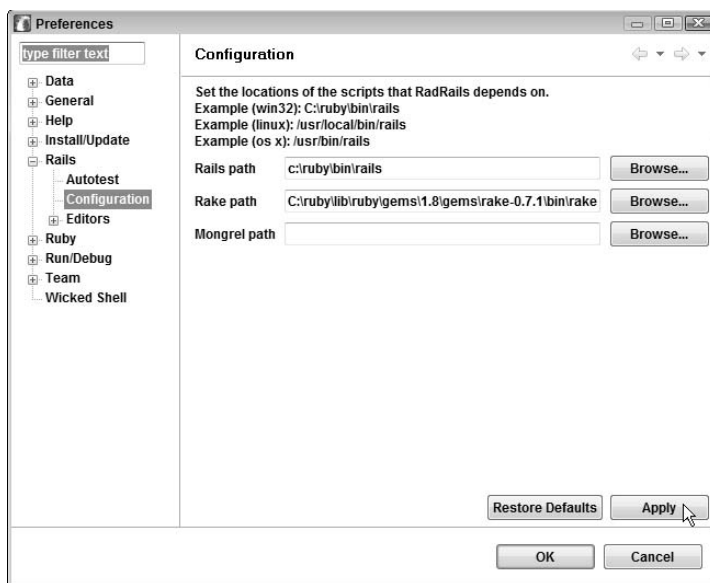 Preferences
type filter text
Data
General
Help
Install/Update
Rails
Autotest
Configuration
Editors
Ruby
Run/Debug
Team
Wicked Shell
Configuration
Set the locations of the scripts that RadRails depends on.
Example (win32): C:\ruby\bin\rails
Example (linux): /usr/local/bin/rails
Example (os x): /usr/bin/rails
Rails path c:\ruby\bin\rails Browse...
Rake path C:\ruby\lib\ruby\gems\1.8\gems\rake-0.7.1\bin\rake Browse...
Mongrel path Browse...
Restore Defaults Apply
OK Cancel